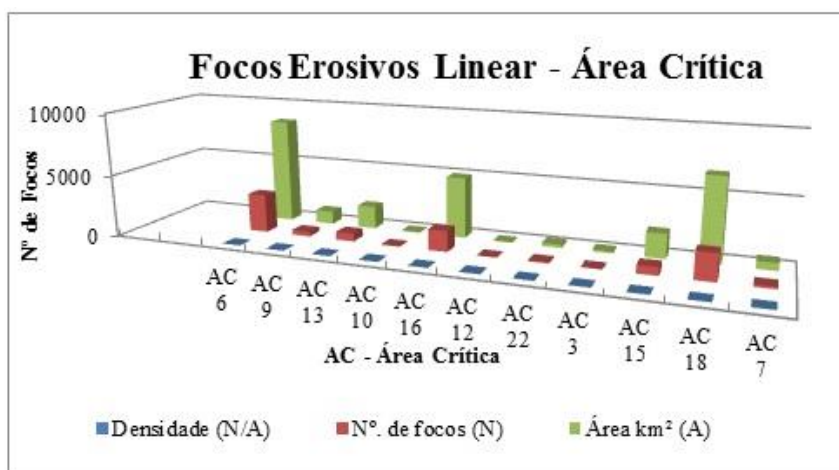 Focos Erosivos Linear - Área Crítica
10000
5000
0
Nº de Focos
AC 6
AC 9
AC 13
AC 10
AC 16
AC 12
AC 22
AC 3
AC 15
AC 18
AC 7
AC - Área Crítica
Densidade (N/A)
Nº. de focos (N)
Área km² (A)